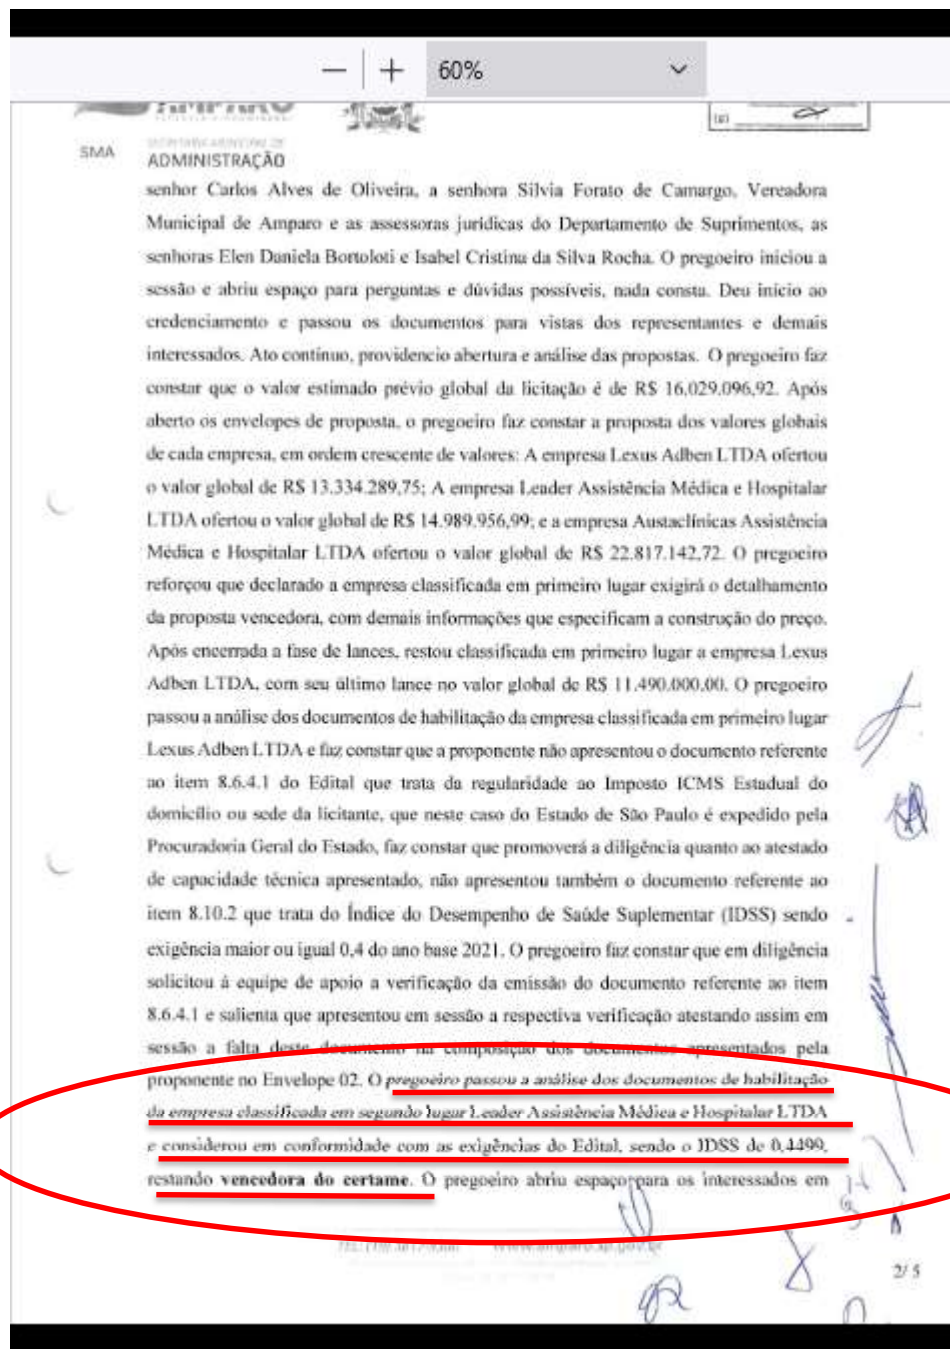 60%
SMA
ADMINISTRAÇÃO
senhor Carlos Alves de Oliveira, a senhora Silvia Forato de Camargo, Vereadora
Municipal de Amparo e as assessoras jurídicas do Departamento de Suprimentos, as
senhoras Elen Daniela Bortoloti e Isabel Cristina da Silva Rocha. O pregoeiro iniciou a
sessão e abriu espaço para perguntas e dúvidas possíveis, nada consta. Deu início ao
credenciamento e passou os documentos para vistas dos representantes e demais
interessados. Ato contínuo, providencio abertura e análise das propostas. O pregoeiro faz
constar que o valor estimado prévio global da licitação é de R$ 16.029.096,92. Após
aberto os envelopes de proposta, o pregoeiro faz constar a proposta dos valores globais
de cada empresa, em ordem crescente de valores: A empresa Lexus Adben LTDA ofertou
o valor global de R$ 13.334.289,75; A empresa Leader Assistência Médica e Hospitalar
LTDA ofertou o valor global de R$ 14.989.956,99; e a empresa Austaclínicas Assistência
Médica e Hospitalar LTDA ofertou o valor global de R$ 22.817.142,72. O pregoeiro
reforçou que declarado a empresa classificada em primeiro lugar exigirá o detalhamento
da proposta vencedora, com demais informações que especificam a construção do preço.
Após encerrada a fase de lances, restou classificada em primeiro lugar a empresa Lexus
Adben LTDA, com seu último lance no valor global de R$ 11.490.000,00. O pregoeiro
passou a análise dos documentos de habilitação da empresa classificada em primeiro lugar
Lexus Adben LTDA e faz constar que a proponente não apresentou o documento referente
ao item 8.6.4.1 do Edital que trata da regularidade ao Imposto ICMS Estadual do
domicílio ou sede da licitante, que neste caso do Estado de São Paulo é expedido pela
Procuradoria Geral do Estado, faz constar que promoverá a diligência quanto ao atestado
de capacidade técnica apresentado, não apresentou também o documento referente ao
item 8.10.2 que trata do Índice do Desempenho de Saúde Suplementar (IDSS) sendo
exigência maior ou igual 0,4 do ano base 2021. O pregoeiro faz constar que em diligência
solicitou á equipe de apoio a verificação da emissão do documento referente ao item
8.6.4.1 e salienta que apresentou em sessão a respectiva verificação atestando assim em
sessão a falta deste documento na composição dos documentos apresentados pela
proponente no Envelope 02. O pregoeiro passou a análise dos documentos de habilitação
da empresa classificada em segundo lugar Leader Assistência Médica e Hospitalar LTDA
e considerou em conformidade com as exigências do Edital, sendo o IDSS de 0,4499,
restando vencedora do certame. O pregoeiro abriu espaço para os interessados em
www.amparo.sp.gov.br
2/ 5